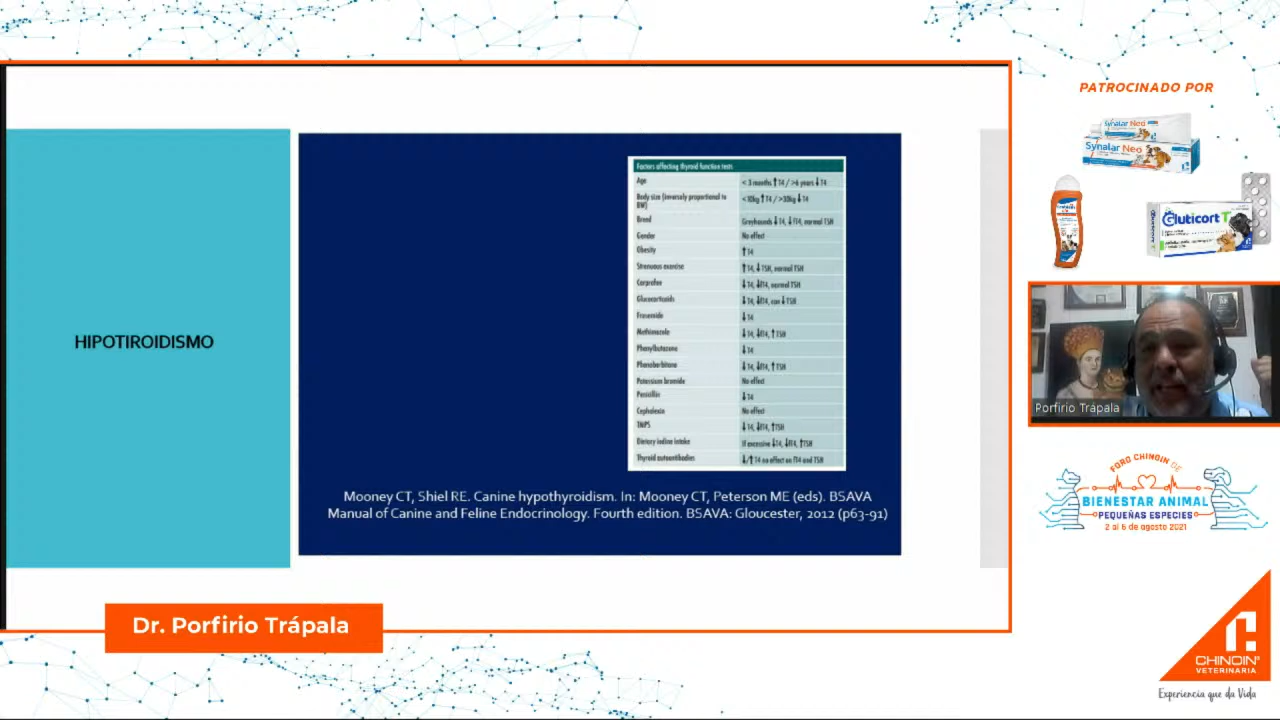 PATROCINADO POR
Synalar Neo
Synalar Neo
Gluticort T
Factors affecting thyroid function tests
Age < 3 months ↑T4 / >6 years ↓T4
Body size (inversely proportional to BW) <10kg ↑T4 / >30kg ↓T4
Breed Greyhounds ↓T4, ↓fT4, normal TSH
Gender No effect
Obesity ↑T4
Strenuous exercise ↑T4, ↓TSH, normal TSH
Carprofen ↓T4, ↓fT4, normal TSH
Glucocorticoids ↓T4, ↓fT4, can ↓TSH
Frusemide ↓T4
Methimazole ↓T4, ↓fT4, ↑TSH
Phenylbutazone ↓T4
Phenobarbitone ↓T4, ↓fT4, ↑TSH
Potassium bromide No effect
Penicillin ↓T4
Cephalexin No effect
TMPS ↓T4, ↓fT4, ↑TSH
Dietary iodine intake If excessive ↓T4, ↓fT4, ↑TSH
Thyroid autoantibodies ↓/↑T4 no effect on fT4 and TSH
HIPOTIROIDISMO
Mooney CT, Shiel RE. Canine hypothyroidism. In: Mooney CT, Peterson ME (eds). BSAVA
Manual of Canine and Feline Endocrinology. Fourth edition. BSAVA: Gloucester, 2012 (p63-91)
Porfirio Trápala
FORO CHINOIN DE
BIENESTAR ANIMAL
PEQUEÑAS ESPECIES
2 al 6 de agosto 2021
Dr. Porfirio Trápala
CHINOIN
VETERINARIA
Experiencia que da Vida